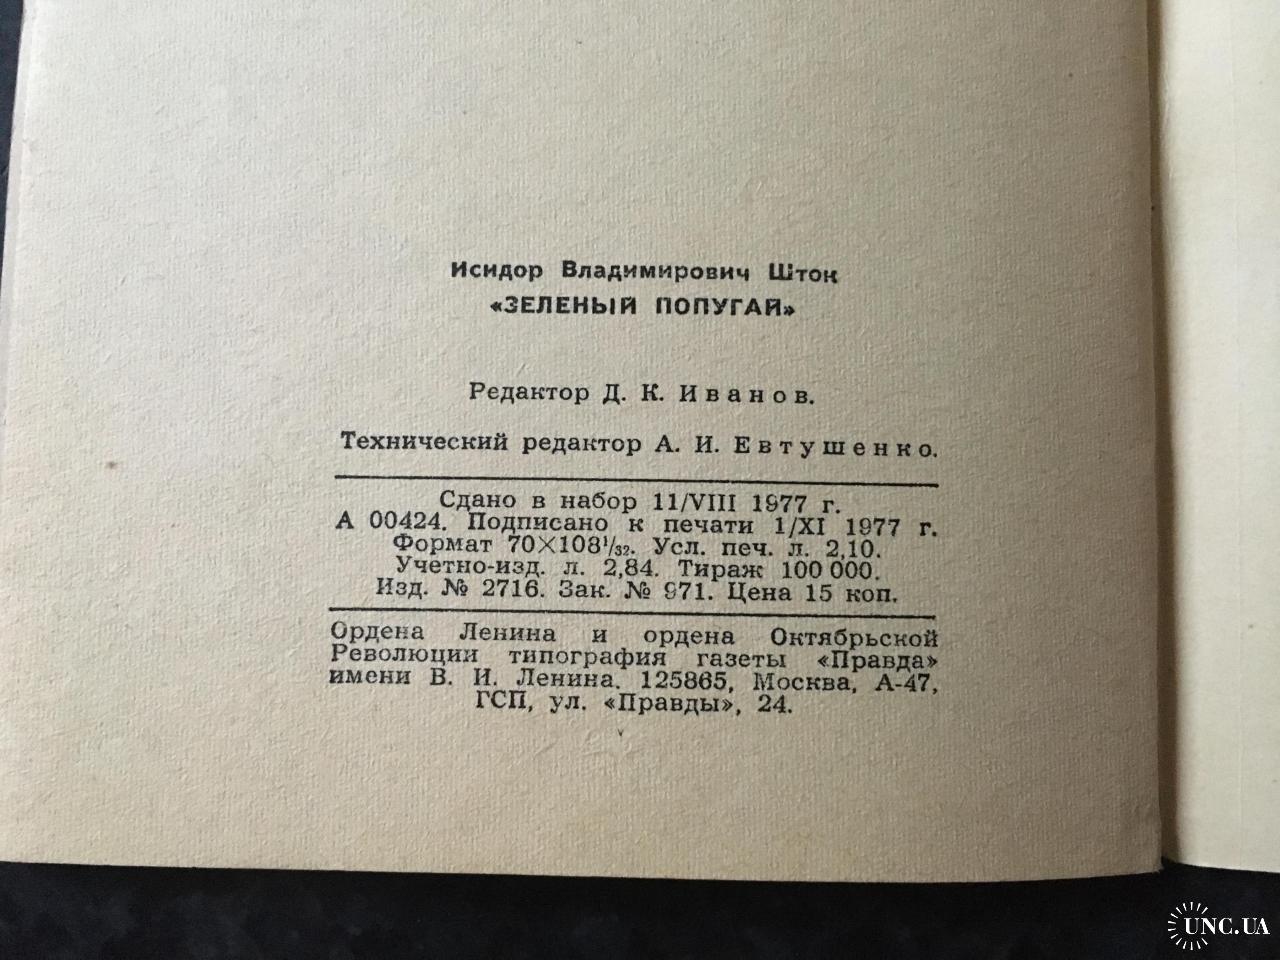 Исидор Владимирович Шток
«ЗЕЛЕНЫЙ ПОПУГАЙ»
Редактор Д. К. Иванов.
Технический редактор А. И. Евтушенко.
Сдано в набор 11/VIII 1977 г.
А 00424. Подписано к печати 1/XI 1977 г.
Формат 70×108¹/₃₂. Усл. печ. л. 2,10.
Учетно-изд. л. 2,84. Тираж 100 000.
Изд. № 2716. Зак. № 971. Цена 15 коп.
Ордена Ленина и ордена Октябрьской
Революции типография газеты «Правда»
имени В. И. Ленина. 125865, Москва, А-47,
ГСП, ул. «Правды», 24.
UNC.UA